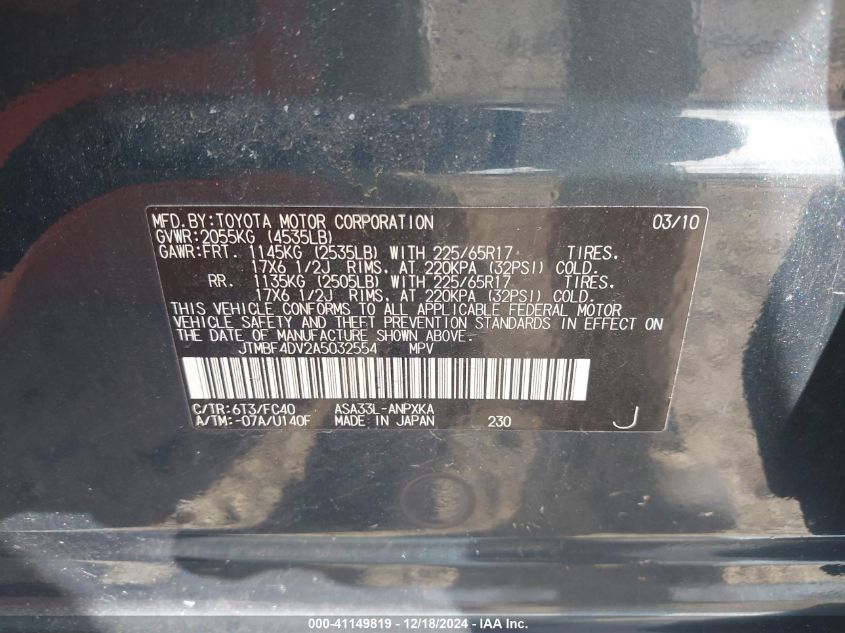 MFD.BY:TOYOTA MOTOR CORPORATION 03/10
GVWR:2055KG (4535LB)
GAWR:FRT. 1145KG (2535LB) WITH 225/65R17 TIRES,
17X6 1/2J RIMS, AT 220KPA (32PSI) COLD.
RR. 1135KG (2505LB) WITH 225/65R17 TIRES,
17X6 1/2J RIMS, AT 220KPA (32PSI) COLD.
THIS VEHICLE CONFORMS TO ALL APPLICABLE FEDERAL MOTOR
VEHICLE SAFETY AND THEFT PREVENTION STANDARDS IN EFFECT ON
THE DATE OF MANUFACTURE SHOWN ABOVE.
JTMBF4DV2A5032554 MPV
C/TR:6T3/FC40 ASA33L-ANPXKA
A/TM:-07A/U140F MADE IN JAPAN 230 J
000-41149819 - 12/18/2024 - IAA Inc.